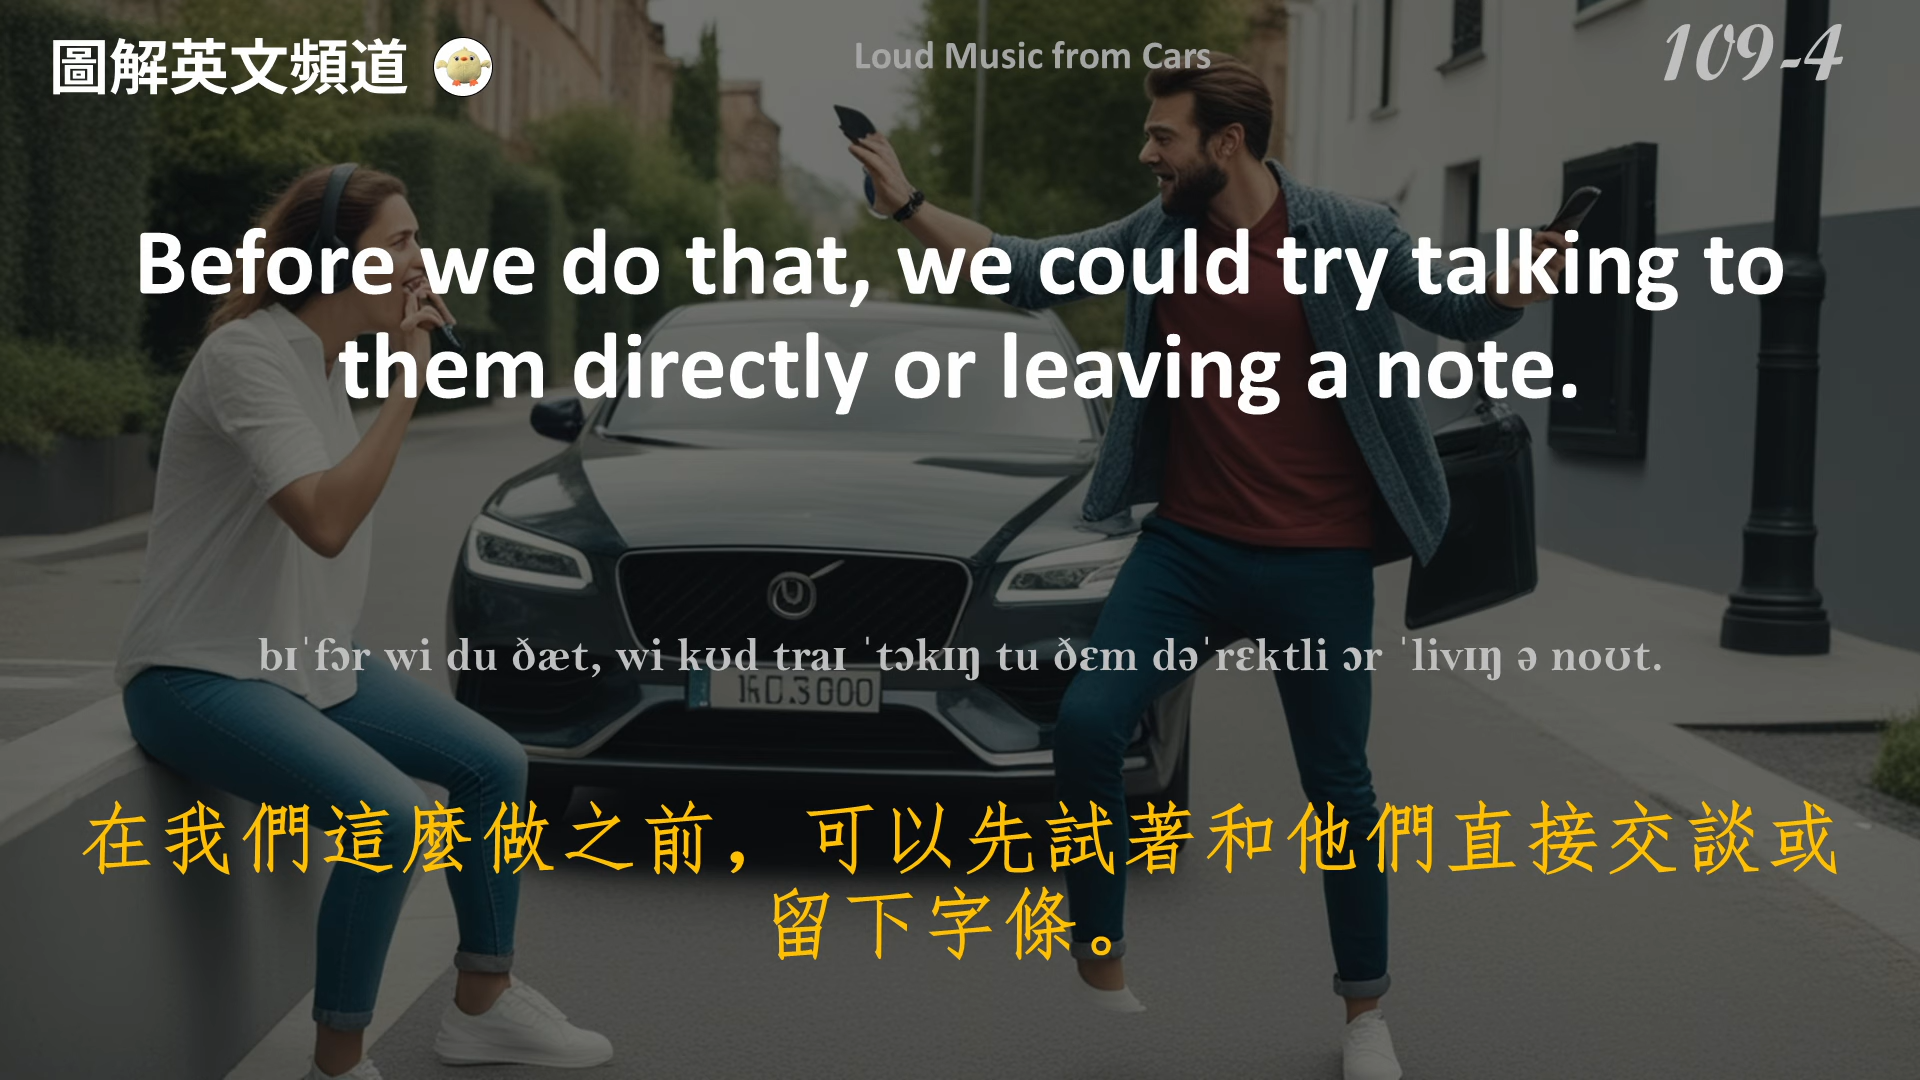 圖解英文頻道
Loud Music from Cars
109-4
Before we do that, we could try talking to
them directly or leaving a note.
bɪˈfɔr wi du ðæt, wi kʊd traɪ ˈtɔkɪŋ tu ðɛm dəˈrɛktli ɔr ˈlivɪŋ ə noʊt.
在我們這麼做之前，可以先試著和他們直接交談或
留下字條。